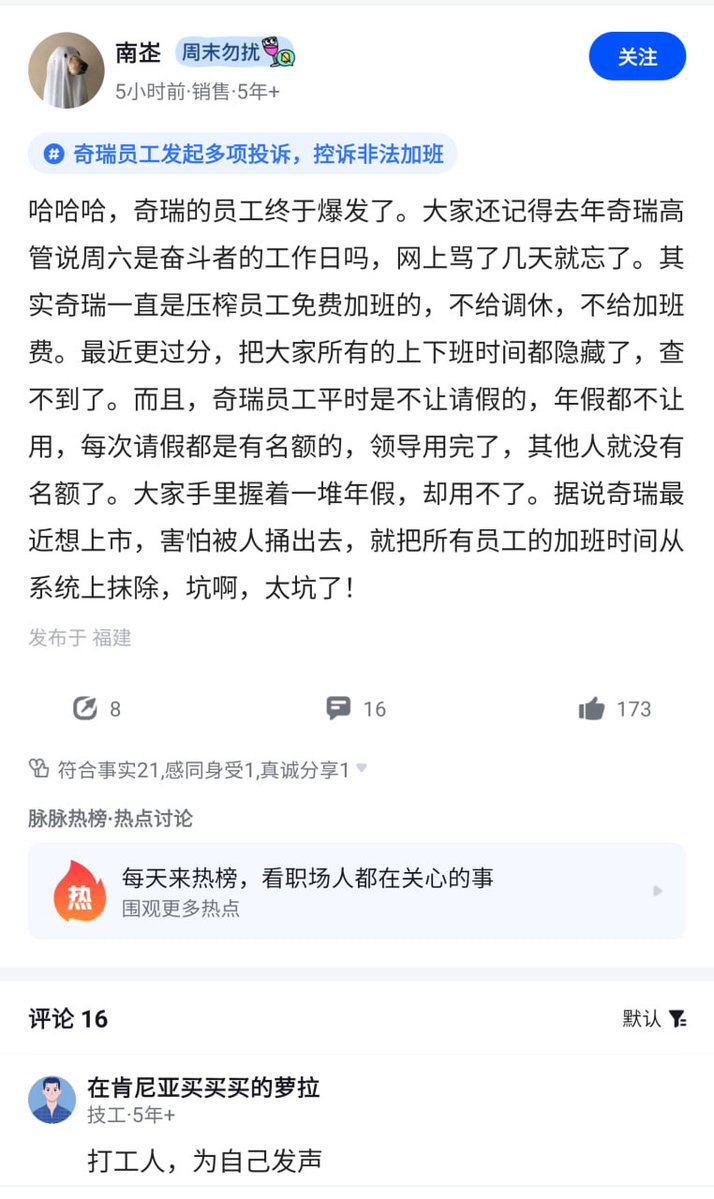 南峜
周末勿扰
关注
5小时前·销售·5年+
# 奇瑞员工发起多项投诉，控诉非法加班
哈哈哈，奇瑞的员工终于爆发了。大家还记得去年奇瑞高
管说周六是奋斗者的工作日吗，网上骂了几天就忘了。其
实奇瑞一直是压榨员工免费加班的，不给调休，不给加班
费。最近更过分，把大家所有的上下班时间都隐藏了，查
不到了。而且，奇瑞员工平时是不让请假的，年假都不让
用，每次请假都是有名额的，领导用完了，其他人就没有
名额了。大家手里握着一堆年假，却用不了。据说奇瑞最
近想上市，害怕被人捅出去，就把所有员工的加班时间从
系统上抹除，坑啊，太坑了！
发布于 福建
8
16
173
符合事实21,感同身受1,真诚分享1
脉脉热榜·热点讨论
热
每天来热榜，看职场人都在关心的事
围观更多热点
评论 16
默认
在肯尼亚买买买的萝拉
技工·5年+
打工人，为自己发声